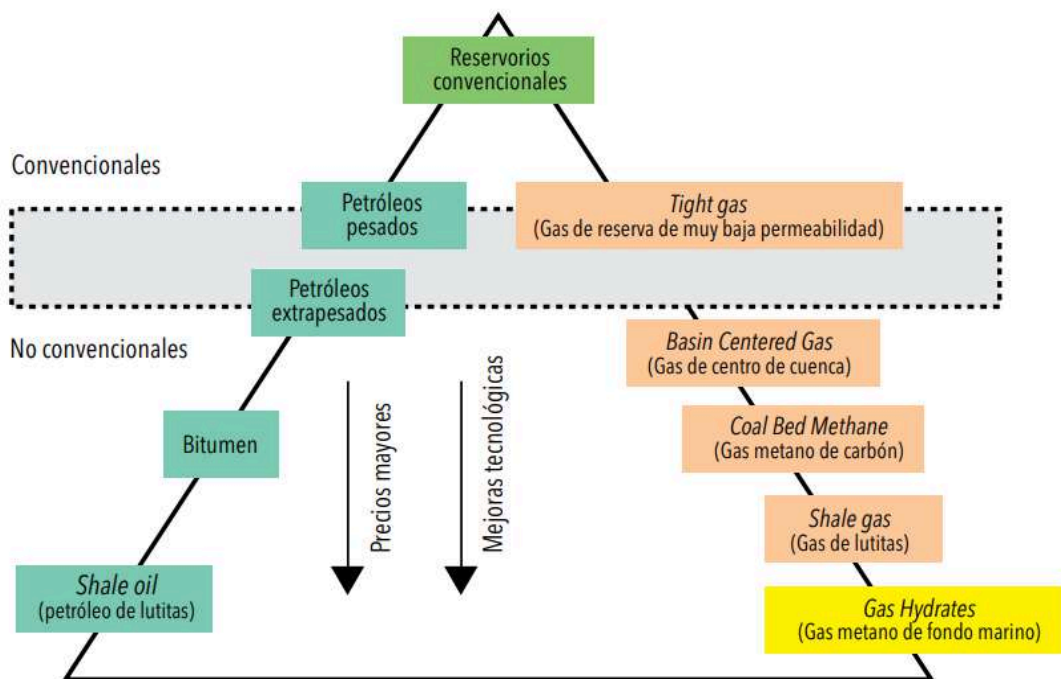 Reservorios
convencionales
Convencionales
Petróleos
pesados
Tight gas
(Gas de reserva de muy baja permeabilidad)
Petróleos
extrapesados
No convencionales
Basin Centered Gas
(Gas de centro de cuenca)
Bitumen
Precios mayores
Mejoras tecnológicas
Coal Bed Methane
(Gas metano de carbón)
Shale gas
(Gas de lutitas)
Shale oil
(petróleo de lutitas)
Gas Hydrates
(Gas metano de fondo marino)